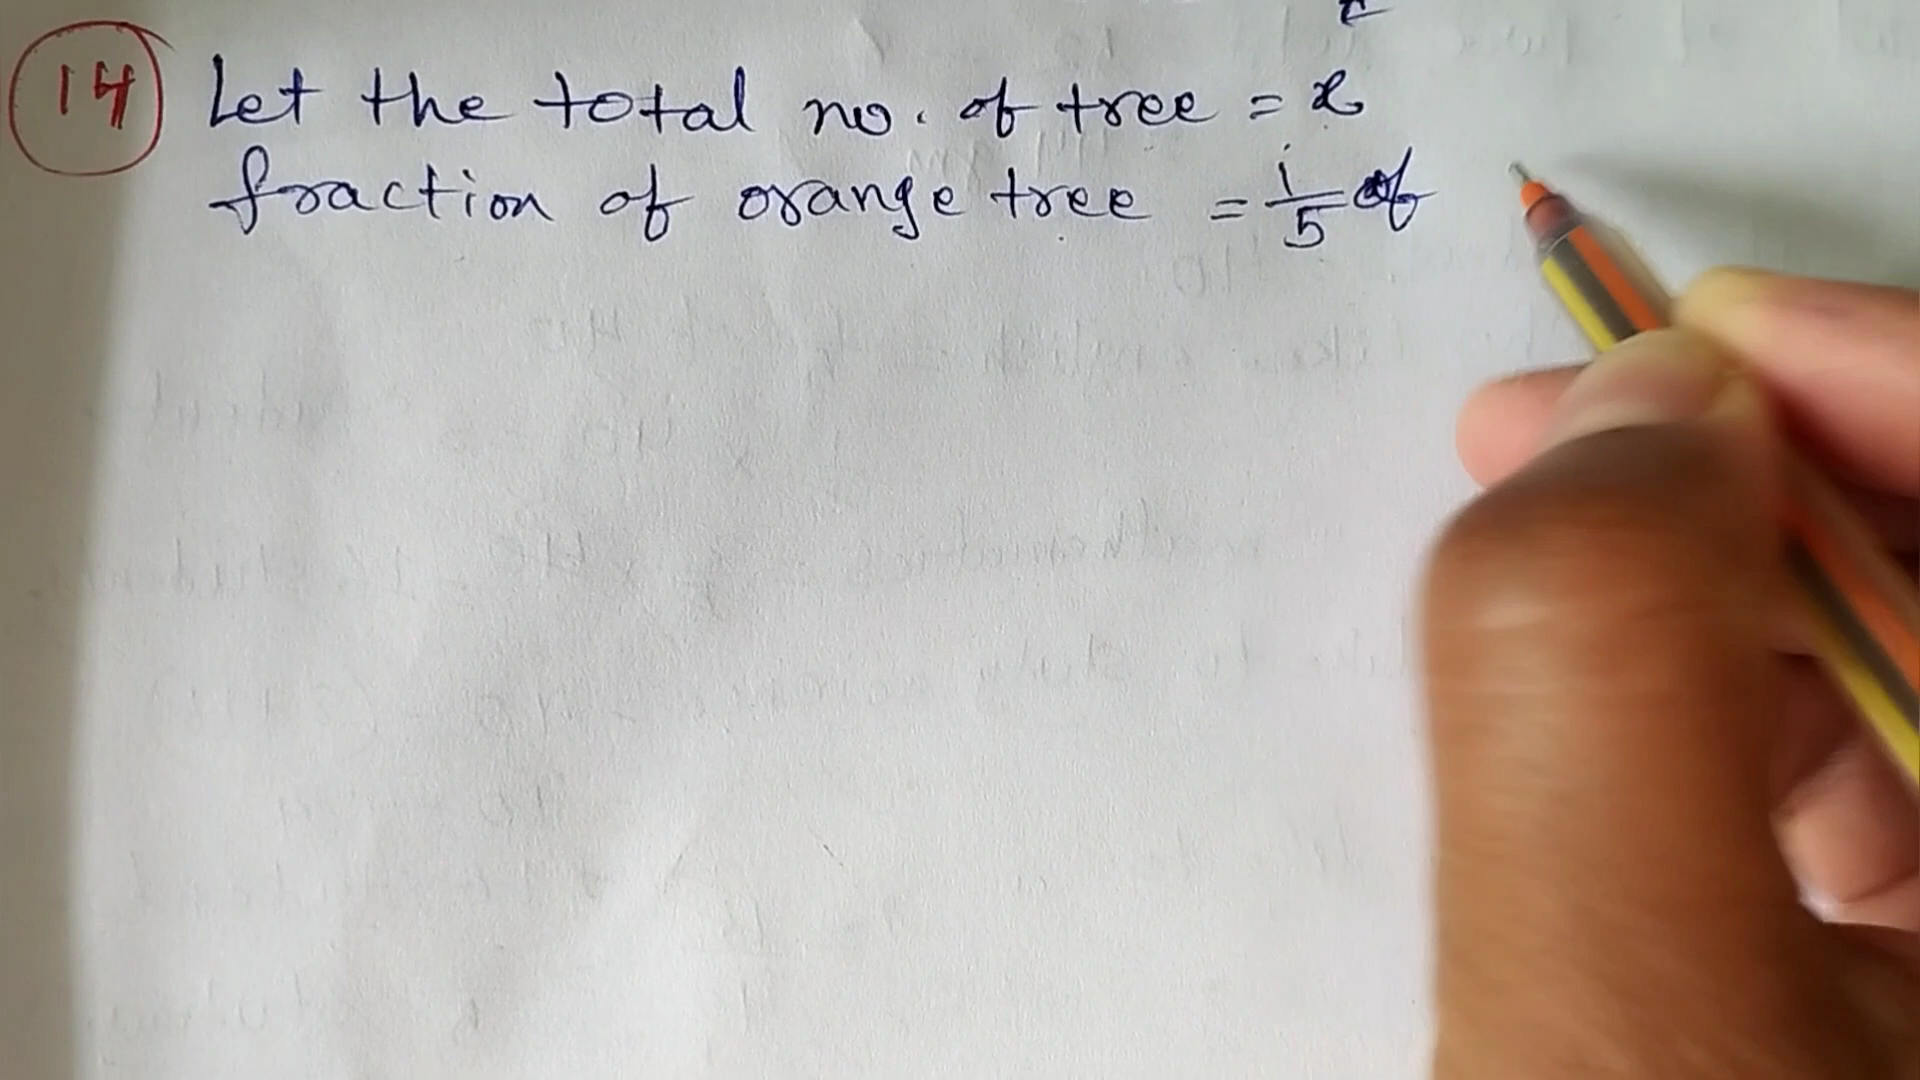 14 Let the total no. of tree = x
fraction of orange tree = 1/5 of